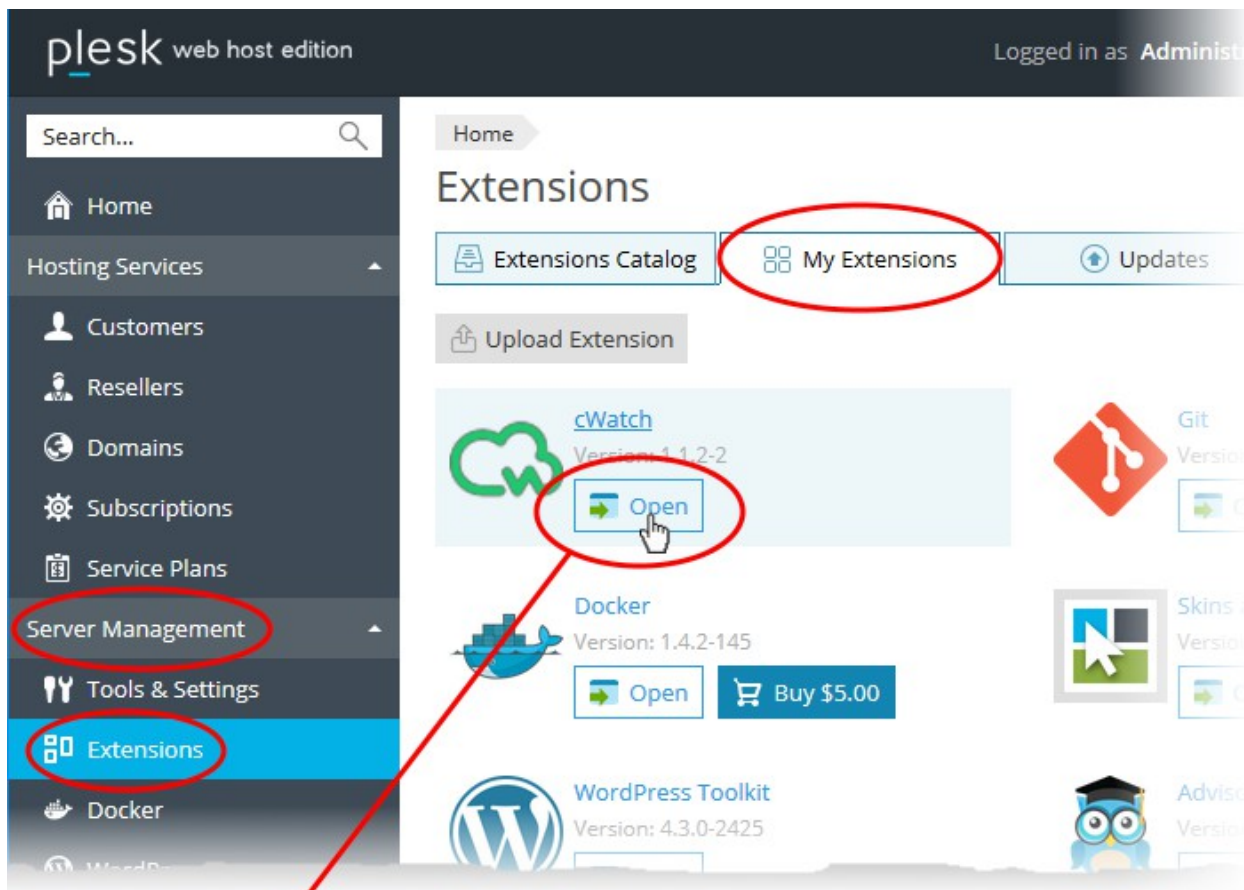 plesk web host edition
Logged in as Administ
Search...
Home
Hosting Services
Customers
Resellers
Domains
Subscriptions
Service Plans
Server Management
Tools & Settings
Extensions
Docker
Home
Extensions
Extensions Catalog
My Extensions
Updates
Upload Extension
cWatch
Version: 1.1.2-2
Open
Git
Docker
Version: 1.4.2-145
Open
Buy $5.00
Skins
WordPress Toolkit
Version: 4.3.0-2425